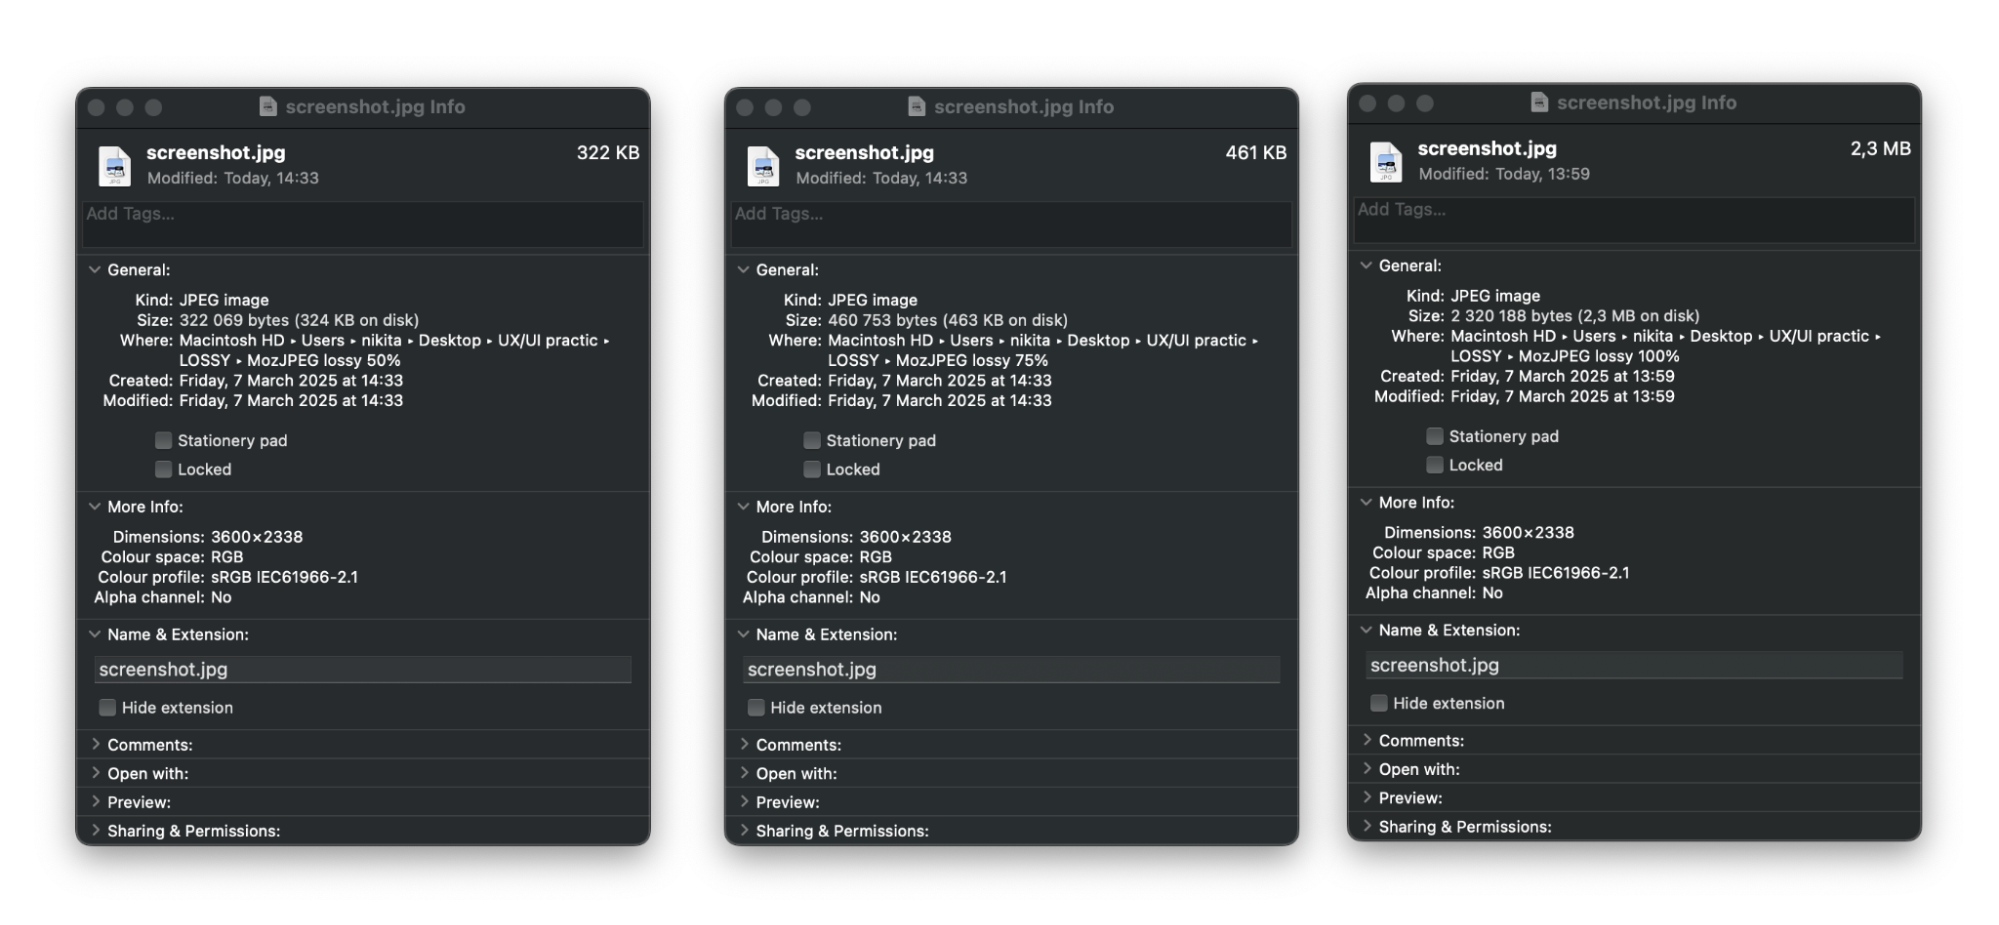 screenshot.jpg Info
screenshot.jpg
322 KB
Modified: Today, 14:33
Add Tags...
General:
Kind: JPEG image
Size: 322 069 bytes (324 KB on disk)
Where: Macintosh HD ▸ Users ▸ nikita ▸ Desktop ▸ UX/UI practic ▸
LOSSY ▸ MozJPEG lossy 50%
Created: Friday, 7 March 2025 at 14:33
Modified: Friday, 7 March 2025 at 14:33
Stationery pad
Locked
More Info:
Dimensions: 3600×2338
Colour space: RGB
Colour profile: sRGB IEC61966-2.1
Alpha channel: No
Name & Extension:
screenshot.jpg
Hide extension
Comments:
Open with:
Preview:
Sharing & Permissions:
screenshot.jpg Info
screenshot.jpg
461 KB
Modified: Today, 14:33
Add Tags...
General:
Kind: JPEG image
Size: 460 753 bytes (463 KB on disk)
Where: Macintosh HD ▸ Users ▸ nikita ▸ Desktop ▸ UX/UI practic ▸
LOSSY ▸ MozJPEG lossy 75%
Created: Friday, 7 March 2025 at 14:33
Modified: Friday, 7 March 2025 at 14:33
Stationery pad
Locked
More Info:
Dimensions: 3600×2338
Colour space: RGB
Colour profile: sRGB IEC61966-2.1
Alpha channel: No
Name & Extension:
screenshot.jpg
Hide extension
Comments:
Open with:
Preview:
Sharing & Permissions:
screenshot.jpg Info
screenshot.jpg
2,3 MB
Modified: Today, 13:59
Add Tags...
General:
Kind: JPEG image
Size: 2 320 188 bytes (2,3 MB on disk)
Where: Macintosh HD ▸ Users ▸ nikita ▸ Desktop ▸ UX/UI practic ▸
LOSSY ▸ MozJPEG lossy 100%
Created: Friday, 7 March 2025 at 13:59
Modified: Friday, 7 March 2025 at 13:59
Stationery pad
Locked
More Info:
Dimensions: 3600×2338
Colour space: RGB
Colour profile: sRGB IEC61966-2.1
Alpha channel: No
Name & Extension:
screenshot.jpg
Hide extension
Comments:
Open with:
Preview:
Sharing & Permissions: